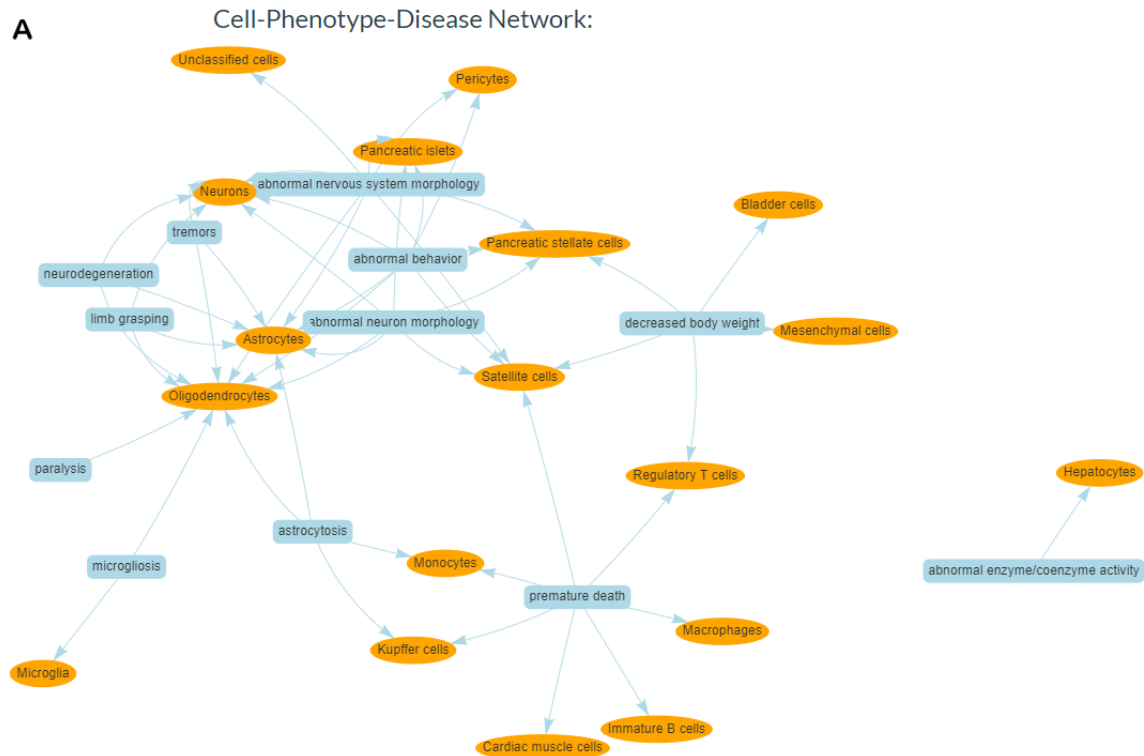 A
Cell-Phenotype-Disease Network:
Unclassified cells
Pericytes
Pancreatic islets
abnormal nervous system morphology
Neurons
Bladder cells
tremors
Pancreatic stellate cells
abnormal behavior
neurodegeneration
limb grasping
abnormal neuron morphology
decreased body weight
Mesenchymal cells
Astrocytes
Satellite cells
Oligodendrocytes
paralysis
Regulatory T cells
Hepatocytes
astrocytosis
microgliosis
Monocytes
abnormal enzyme/coenzyme activity
premature death
Macrophages
Kupffer cells
Microglia
Immature B cells
Cardiac muscle cells